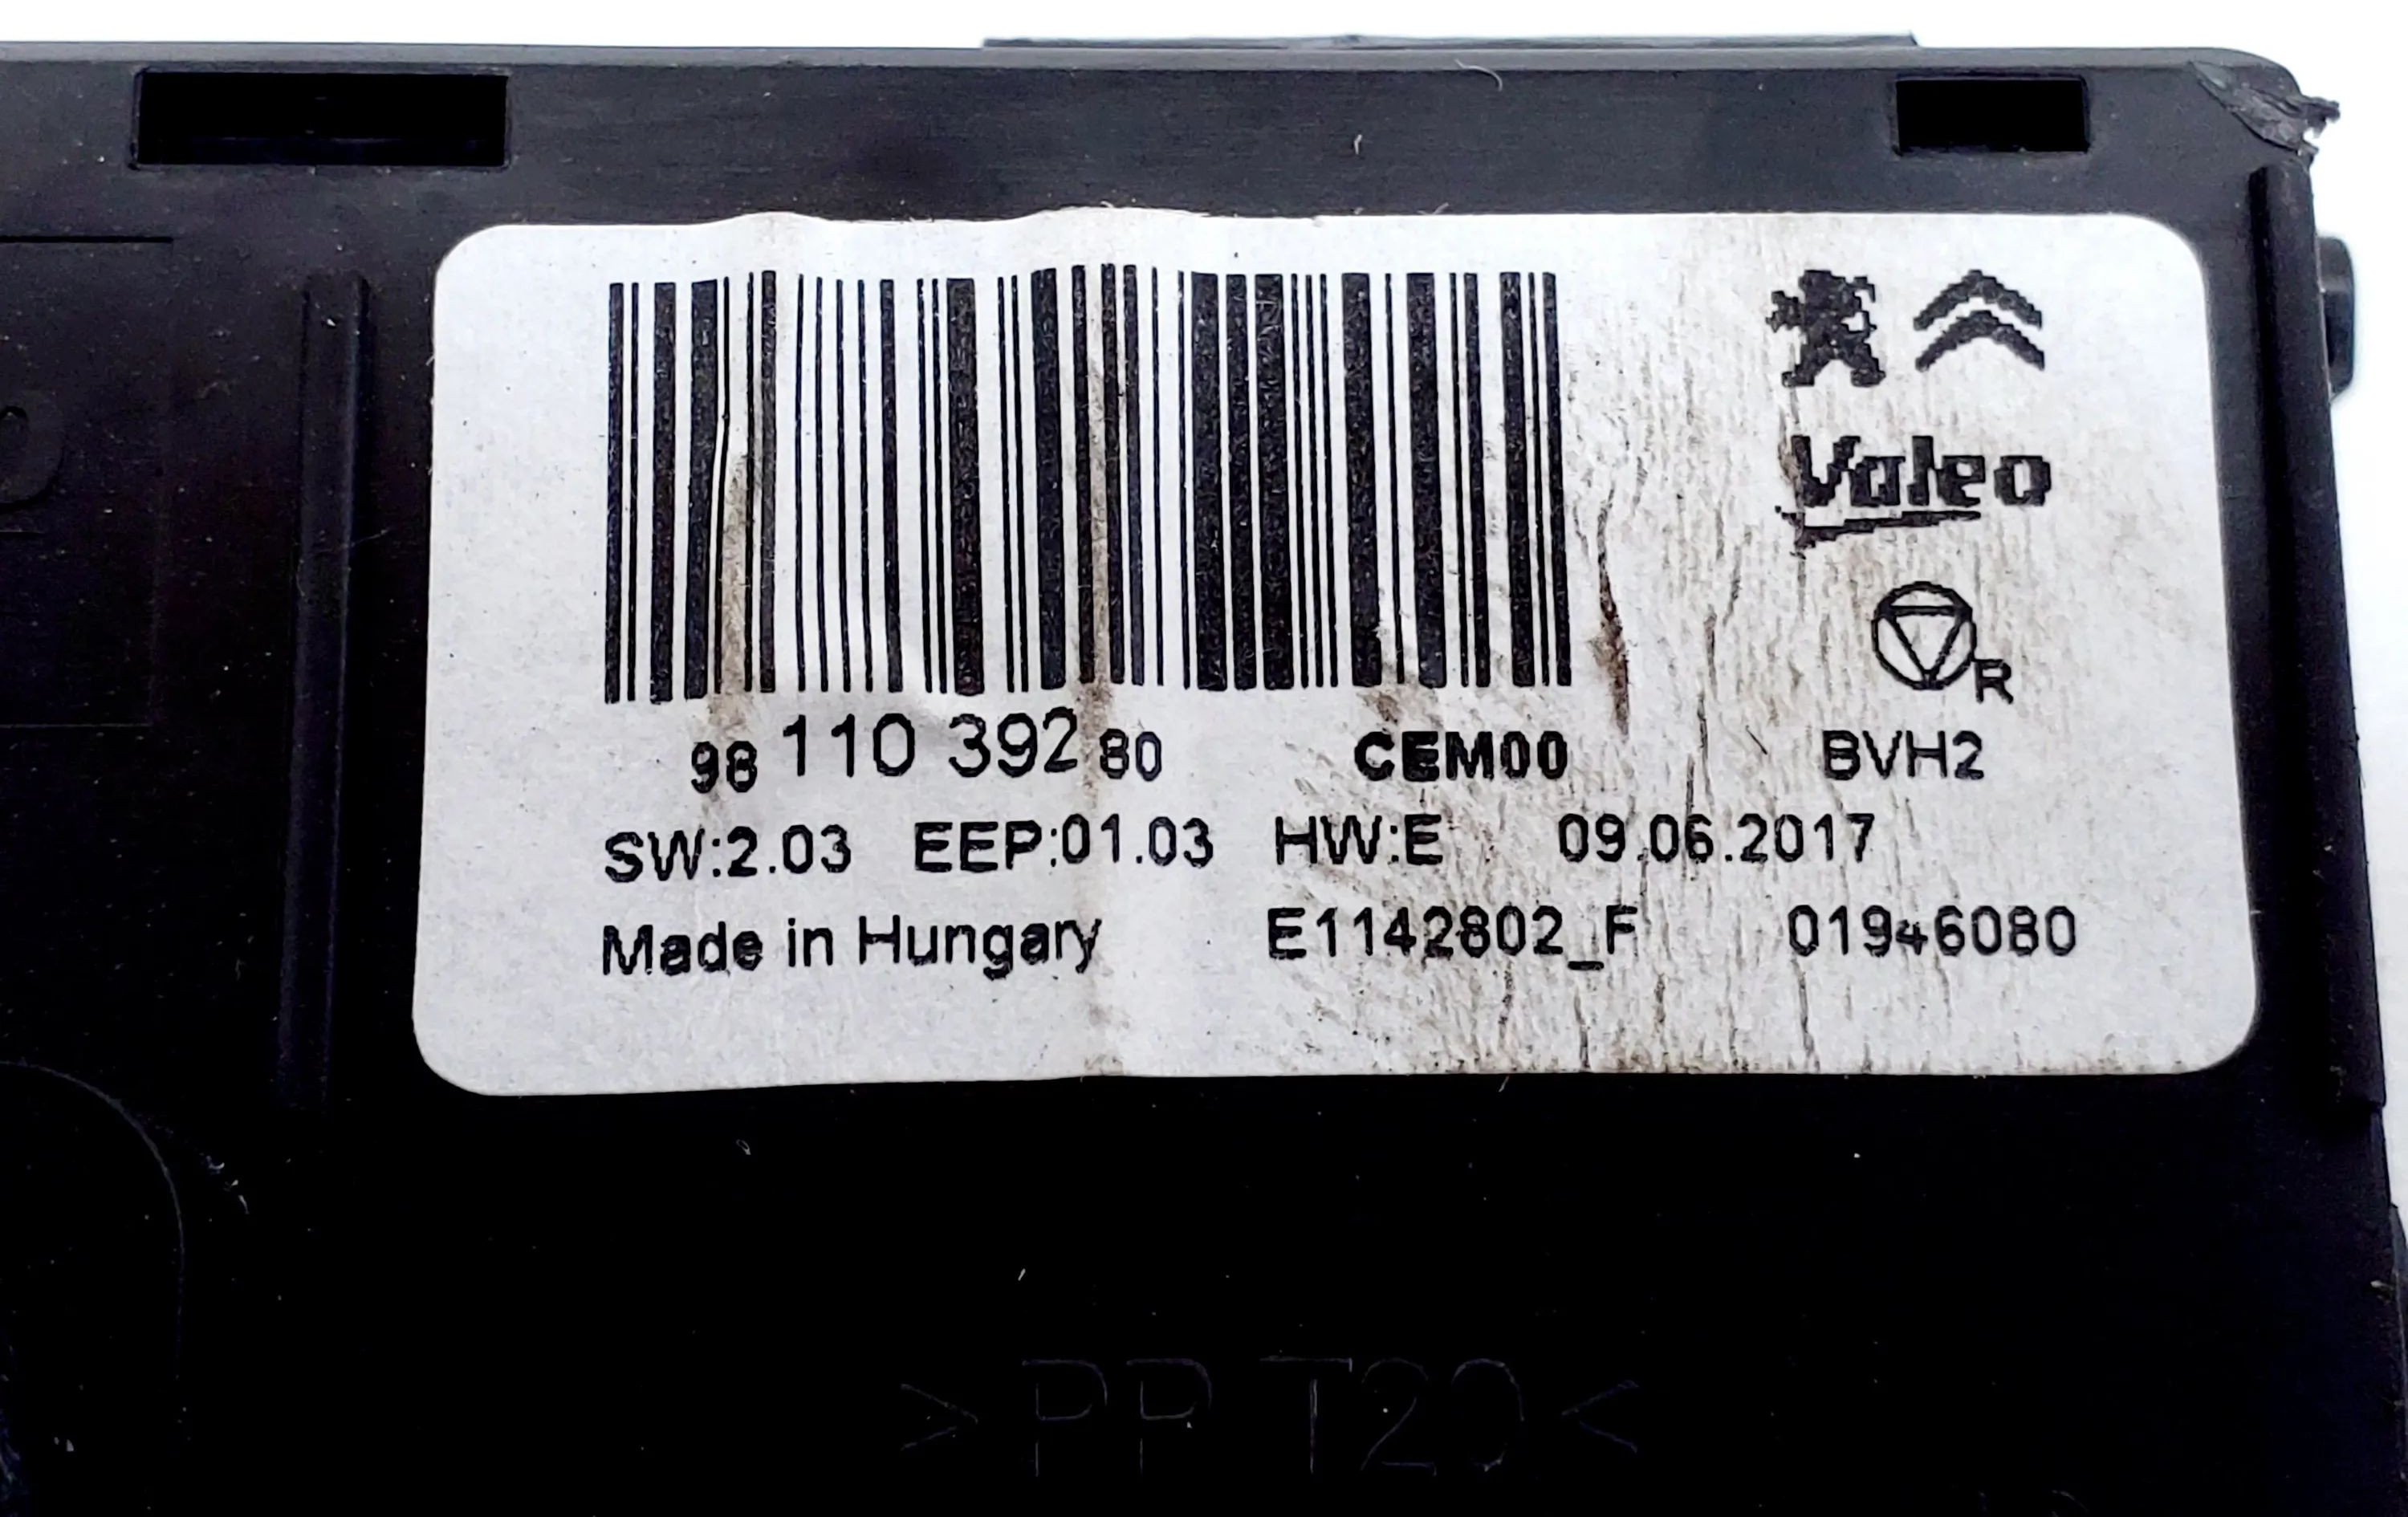 Valeo
R
98 110 392 80 CEM00 BVH2
SW:2.03 EEP:01.03 HW:E 09.06.2017
Made in Hungary E1142802_F 01946080
>PP T20<